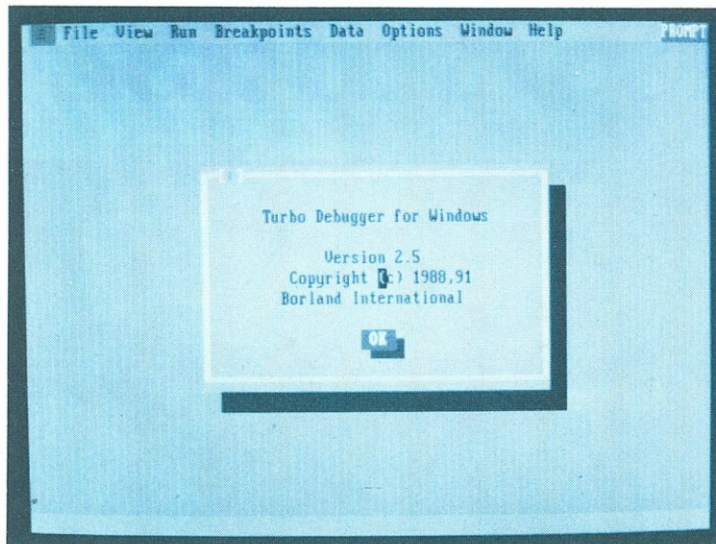 ≡ File View Run Breakpoints Data Options Window Help PROMPT
Turbo Debugger for Windows
Version 2.5
Copyright (c) 1988,91
Borland International
OK